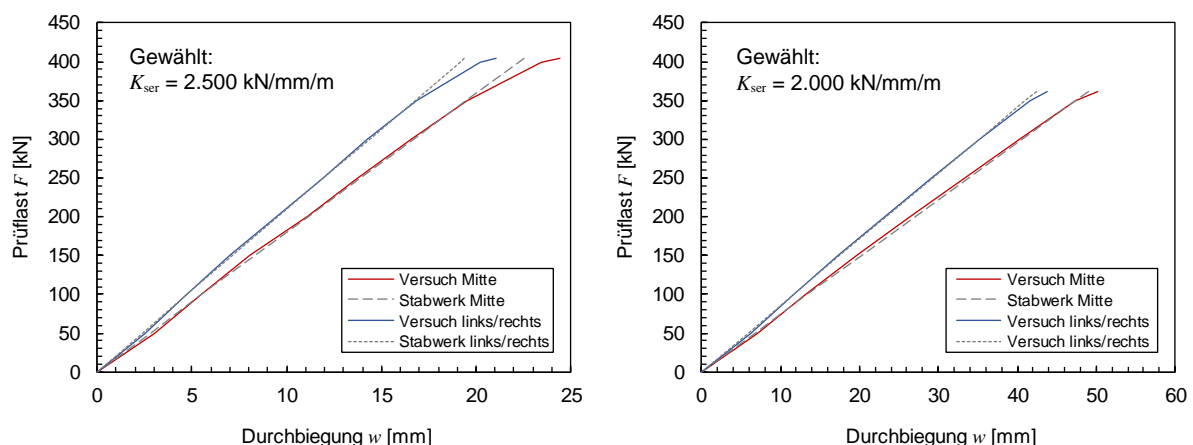 450
400
350
300
250
200
150
100
50
0
Prüflast F [kN]
Gewählt:
Kser = 2.500 kN/mm/m
Versuch Mitte
Stabwerk Mitte
Versuch links/rechts
Stabwerk links/rechts
0 5 10 15 20 25
Durchbiegung w [mm]
450
400
350
300
250
200
150
100
50
0
Prüflast F [kN]
Gewählt:
Kser = 2.000 kN/mm/m
Versuch Mitte
Stabwerk Mitte
Versuch links/rechts
Versuch links/rechts
0 10 20 30 40 50 60
Durchbiegung w [mm]